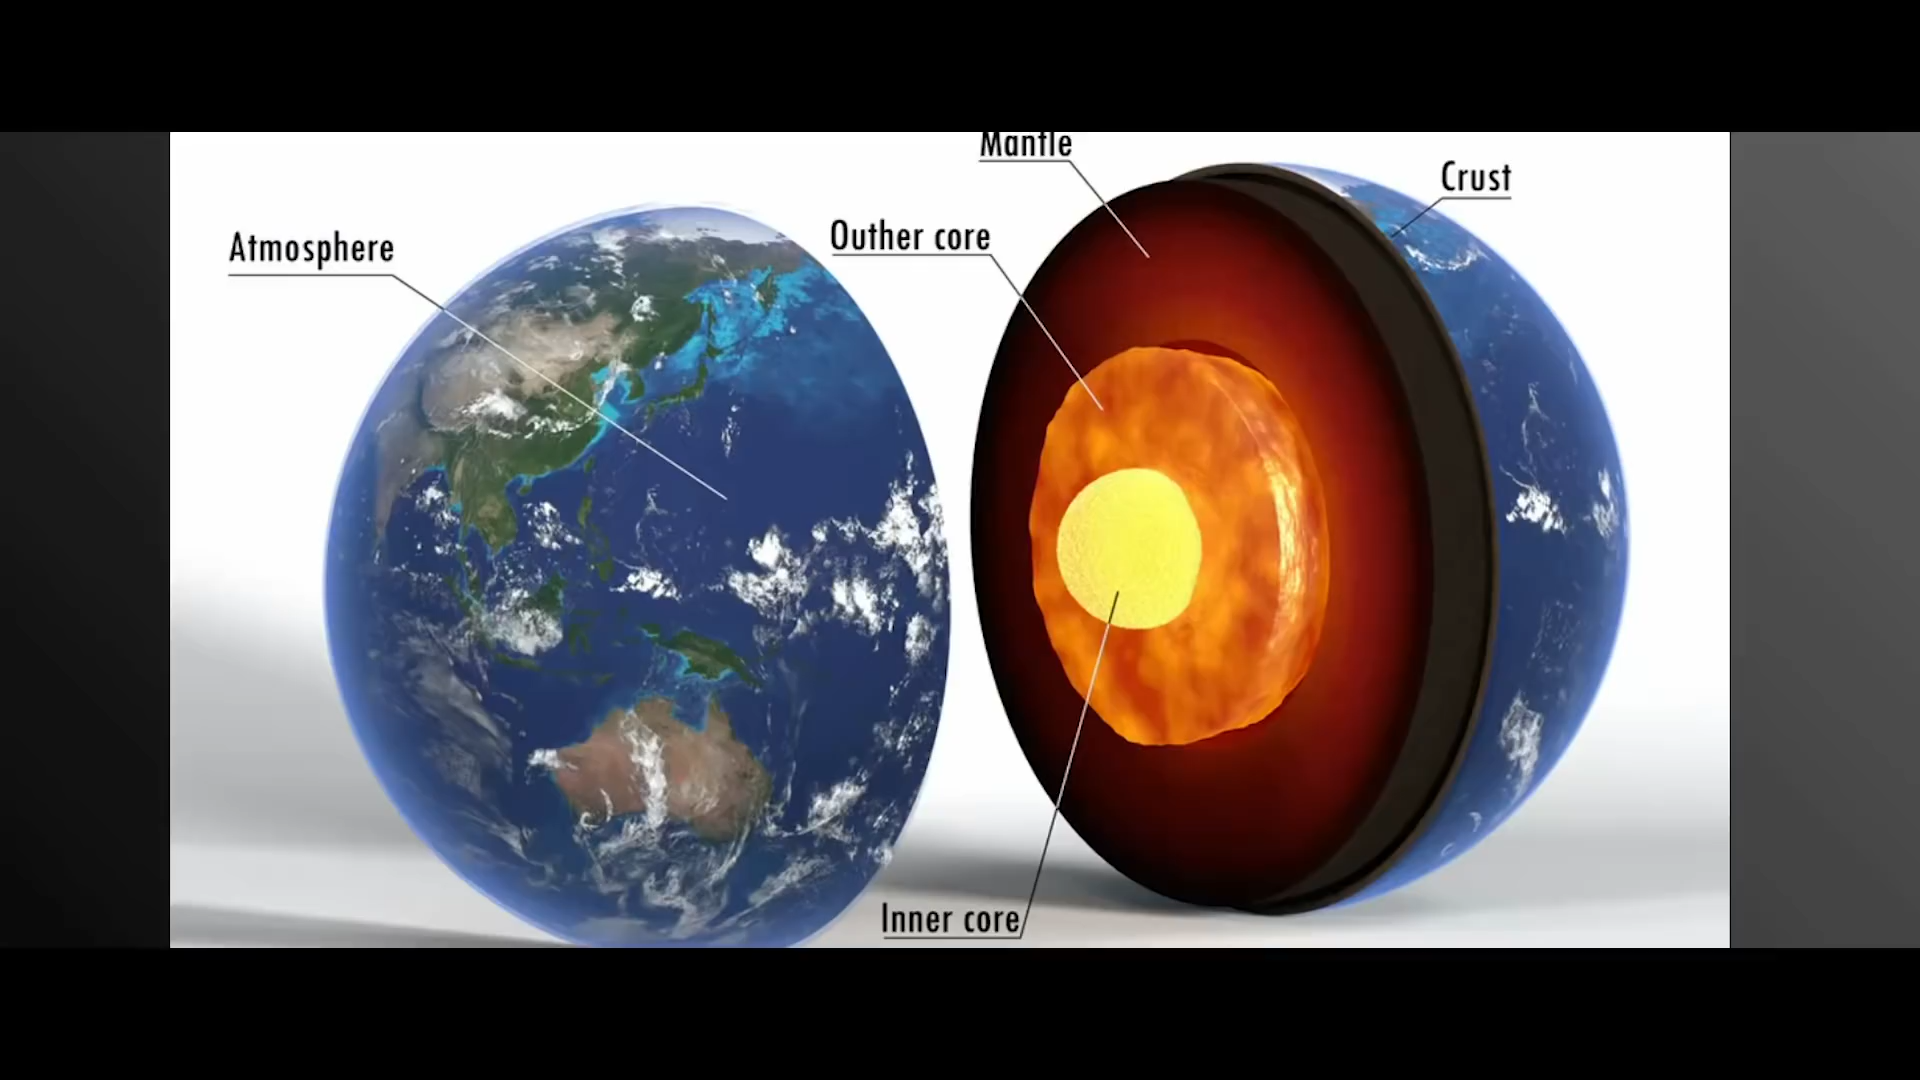 Mantle
Crust
Outher core
Atmosphere
Inner core